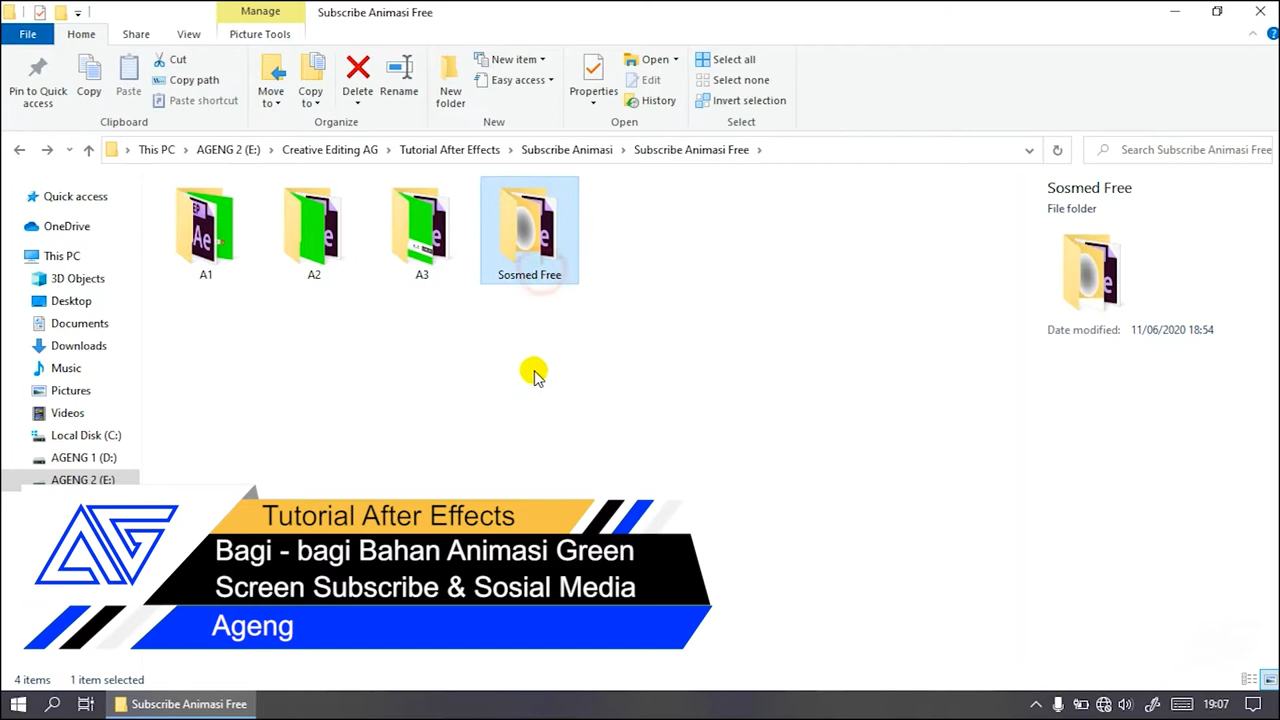 Manage
Subscribe Animasi Free
File
Home
Share
View
Picture Tools
Pin to Quick access
Copy
Paste
Cut
Copy path
Paste shortcut
Clipboard
Move to
Copy to
Delete
Rename
Organize
New folder
New item
Easy access
New
Properties
Open
Edit
History
Open
Select all
Select none
Invert selection
Select
This PC > AGENG 2 (E:) > Creative Editing AG > Tutorial After Effects > Subscribe Animasi > Subscribe Animasi Free >
Search Subscribe Animasi Free
Quick access
OneDrive
This PC
3D Objects
Desktop
Documents
Downloads
Music
Pictures
Videos
Local Disk (C:)
AGENG 1 (D:)
AGENG 2 (E:)
EP
Ae
A1
A2
A3
Sosmed Free
Sosmed Free
File folder
Date modified: 11/06/2020 18:54
AG
Tutorial After Effects
Bagi - bagi Bahan Animasi Green
Screen Subscribe & Sosial Media
Ageng
4 items 1 item selected
Subscribe Animasi Free
19:07